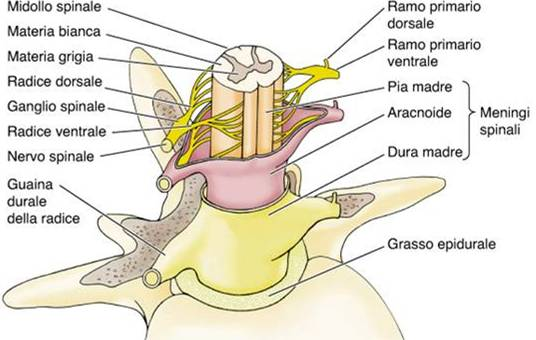 Midollo spinale
Materia bianca
Materia grigia
Radice dorsale
Ganglio spinale
Radice ventrale
Nervo spinale
Guaina
durale
della radice
Ramo primario
dorsale
Ramo primario
ventrale
Pia madre
Aracnoide
Dura madre
Meningi
spinali
Grasso epidurale